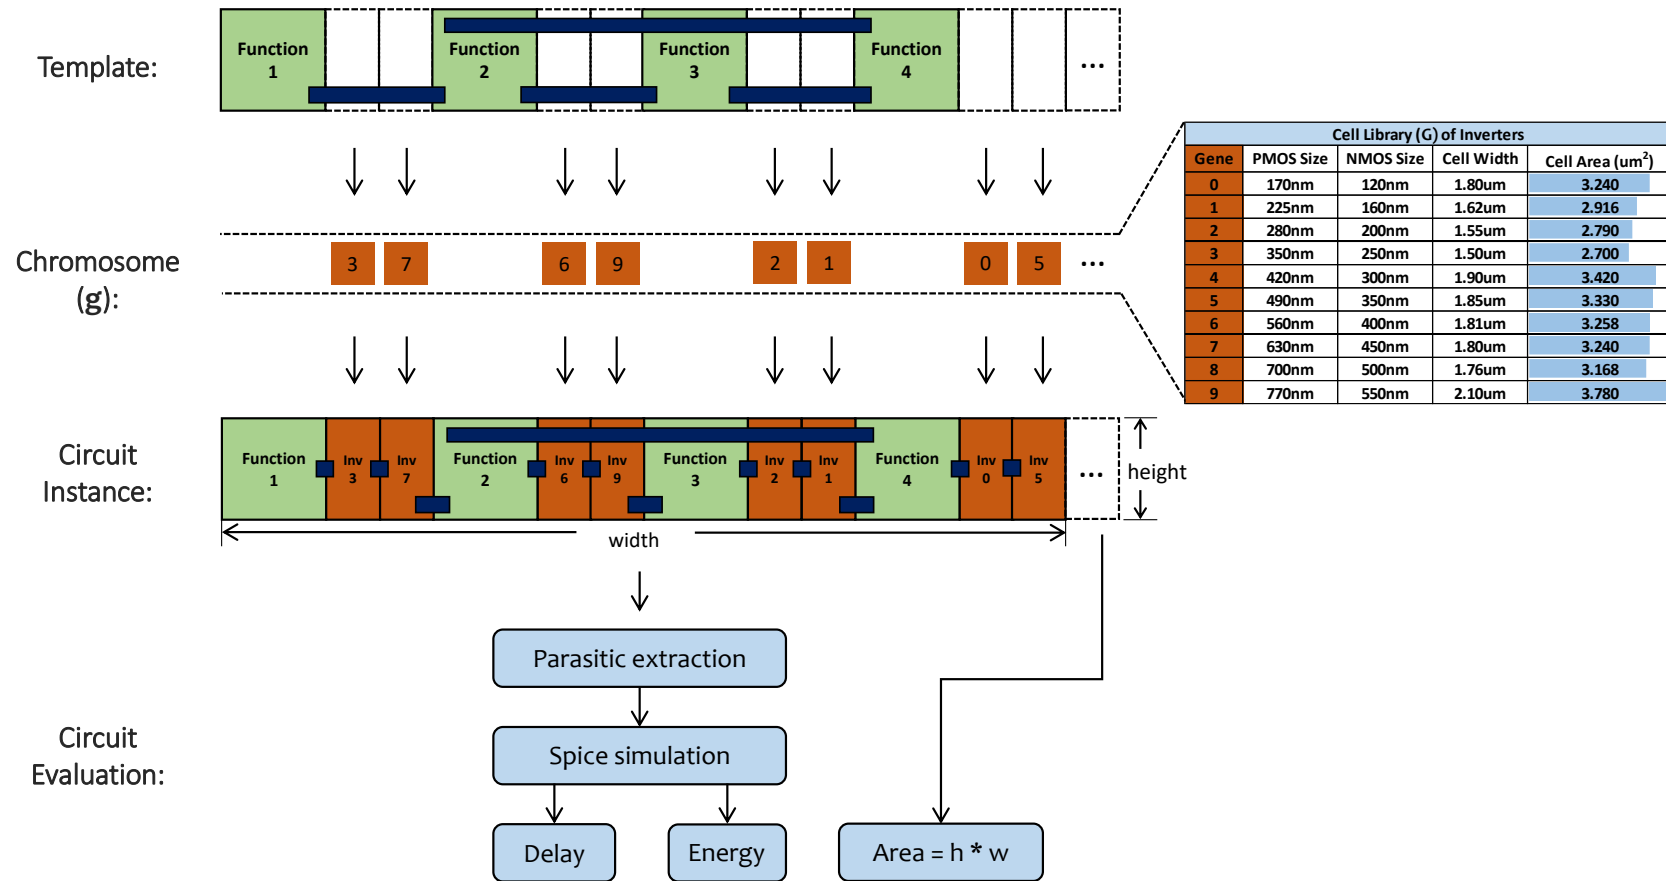 Template:
Function 1
Function 2
Function 3
Function 4
...
Cell Library (G) of Inverters
Gene PMOS Size NMOS Size Cell Width Cell Area (um²)
0 170nm 120nm 1.80um 3.240
1 225nm 160nm 1.62um 2.916
2 280nm 200nm 1.55um 2.790
3 350nm 250nm 1.50um 2.700
4 420nm 300nm 1.90um 3.420
5 490nm 350nm 1.85um 3.330
6 560nm 400nm 1.81um 3.258
7 630nm 450nm 1.80um 3.240
8 700nm 500nm 1.76um 3.168
9 770nm 550nm 2.10um 3.780
Chromosome
(g):
3 7 6 9 2 1 0 5 ...
Circuit
Instance:
Function 1
Inv 3
Inv 7
Function 2
Inv 6
Inv 9
Function 3
Inv 2
Inv 1
Function 4
Inv 0
Inv 5
...
height
width
Circuit
Evaluation:
Parasitic extraction
Spice simulation
Delay
Energy
Area = h * w